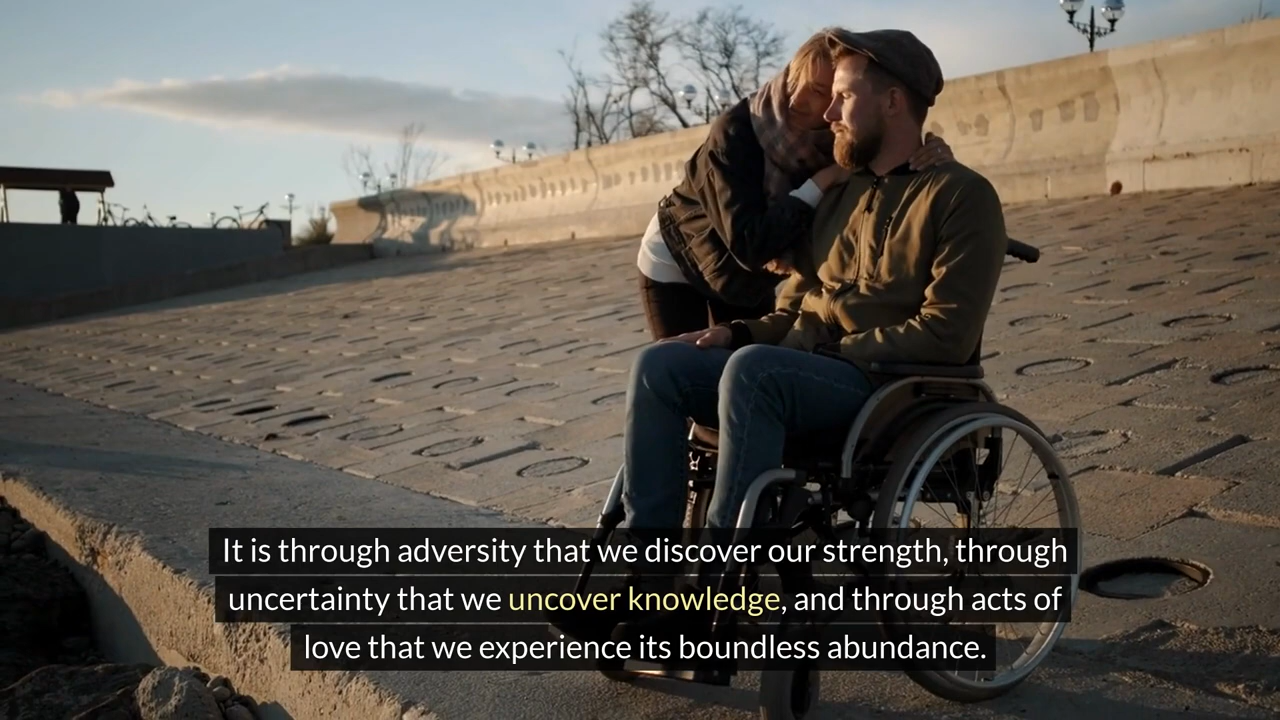 It is through adversity that we discover our strength, through
uncertainty that we uncover knowledge, and through acts of
love that we experience its boundless abundance.